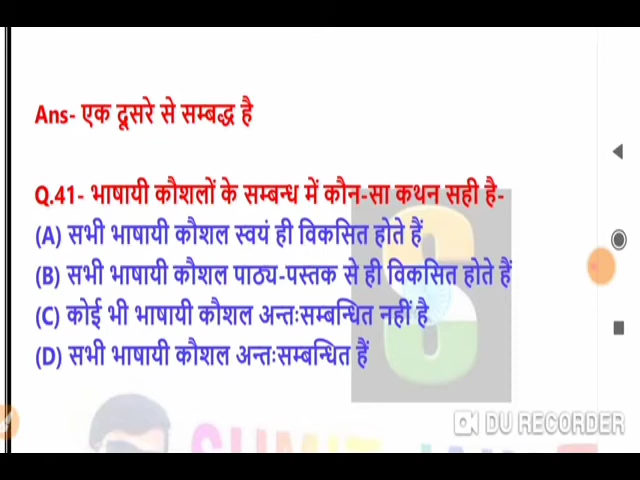 Ans- एक दूसरे से सम्बद्ध है
Q.41- भाषायी कौशलों के सम्बन्ध में कौन-सा कथन सही है-
(A) सभी भाषायी कौशल स्वयं ही विकसित होते हैं
(B) सभी भाषायी कौशल पाठ्य-पस्तक से ही विकसित होते हैं
(C) कोई भी भाषायी कौशल अन्तःसम्बन्धित नहीं है
(D) सभी भाषायी कौशल अन्तःसम्बन्धित हैं
DU RECORDER